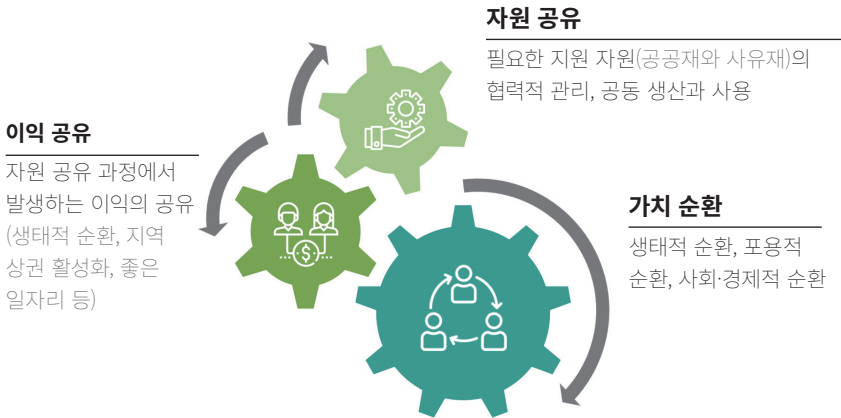 자원 공유
필요한 지원 자원(공공재와 사유재)의
협력적 관리, 공동 생산과 사용
이익 공유
자원 공유 과정에서
발생하는 이익의 공유
(생태적 순환, 지역
상권 활성화, 좋은
일자리 등)
$
가치 순환
생태적 순환, 포용적
순환, 사회·경제적 순환